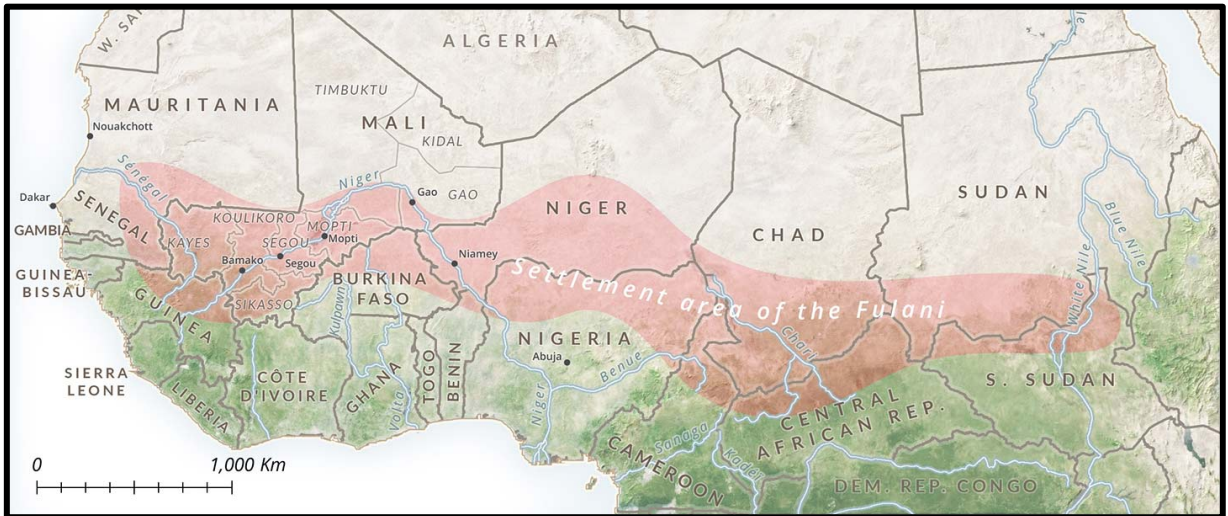 W. SA
ALGERIA
MAURITANIA
TIMBUKTU
MALI
KIDAL
Nouakchott
Sénégal
Niger
Gao
GAO
Dakar
SENEGAL
KOULIKORO
MOPTI
Mopti
NIGER
CHAD
SUDAN
Blue Nile
White Nile
GAMBIA
KAYES
SEGOU
Segou
Bamako
Niamey
GUINEA-
BISSAU
GUINEA
SIKASSO
BURKINA
FASO
Kulpawn
Settlement area of the Fulani
Chari
NIGERIA
Abuja
Benue
Niger
SIERRA
LEONE
LIBERIA
CÔTE
D'IVOIRE
GHANA
Volta
TOGO
BENIN
S. SUDAN
CENTRAL
AFRICAN REP.
CAMEROON
Sanaga
Kadeï
DEM. REP. CONGO
0
1,000 Km